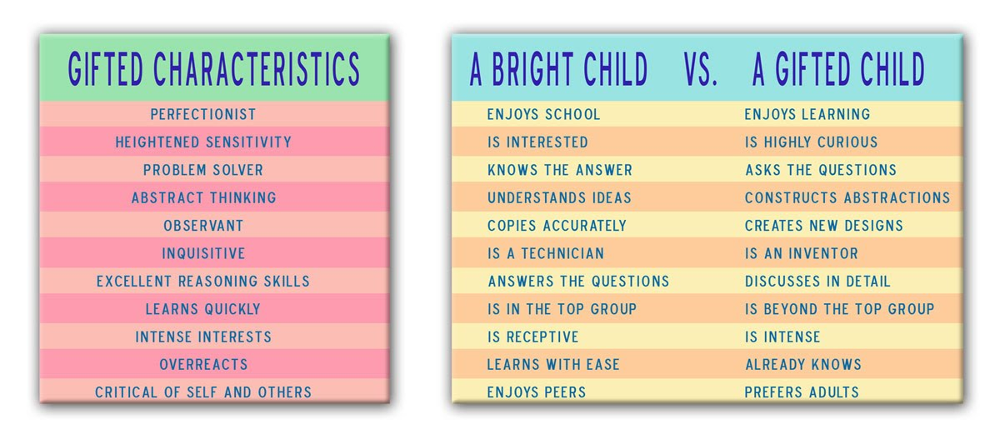 GIFTED CHARACTERISTICS
PERFECTIONIST
HEIGHTENED SENSITIVITY
PROBLEM SOLVER
ABSTRACT THINKING
OBSERVANT
INQUISITIVE
EXCELLENT REASONING SKILLS
LEARNS QUICKLY
INTENSE INTERESTS
OVERREACTS
CRITICAL OF SELF AND OTHERS
A BRIGHT CHILD VS. A GIFTED CHILD
ENJOYS SCHOOL ENJOYS LEARNING
IS INTERESTED IS HIGHLY CURIOUS
KNOWS THE ANSWER ASKS THE QUESTIONS
UNDERSTANDS IDEAS CONSTRUCTS ABSTRACTIONS
COPIES ACCURATELY CREATES NEW DESIGNS
IS A TECHNICIAN IS AN INVENTOR
ANSWERS THE QUESTIONS DISCUSSES IN DETAIL
IS IN THE TOP GROUP IS BEYOND THE TOP GROUP
IS RECEPTIVE IS INTENSE
LEARNS WITH EASE ALREADY KNOWS
ENJOYS PEERS PREFERS ADULTS